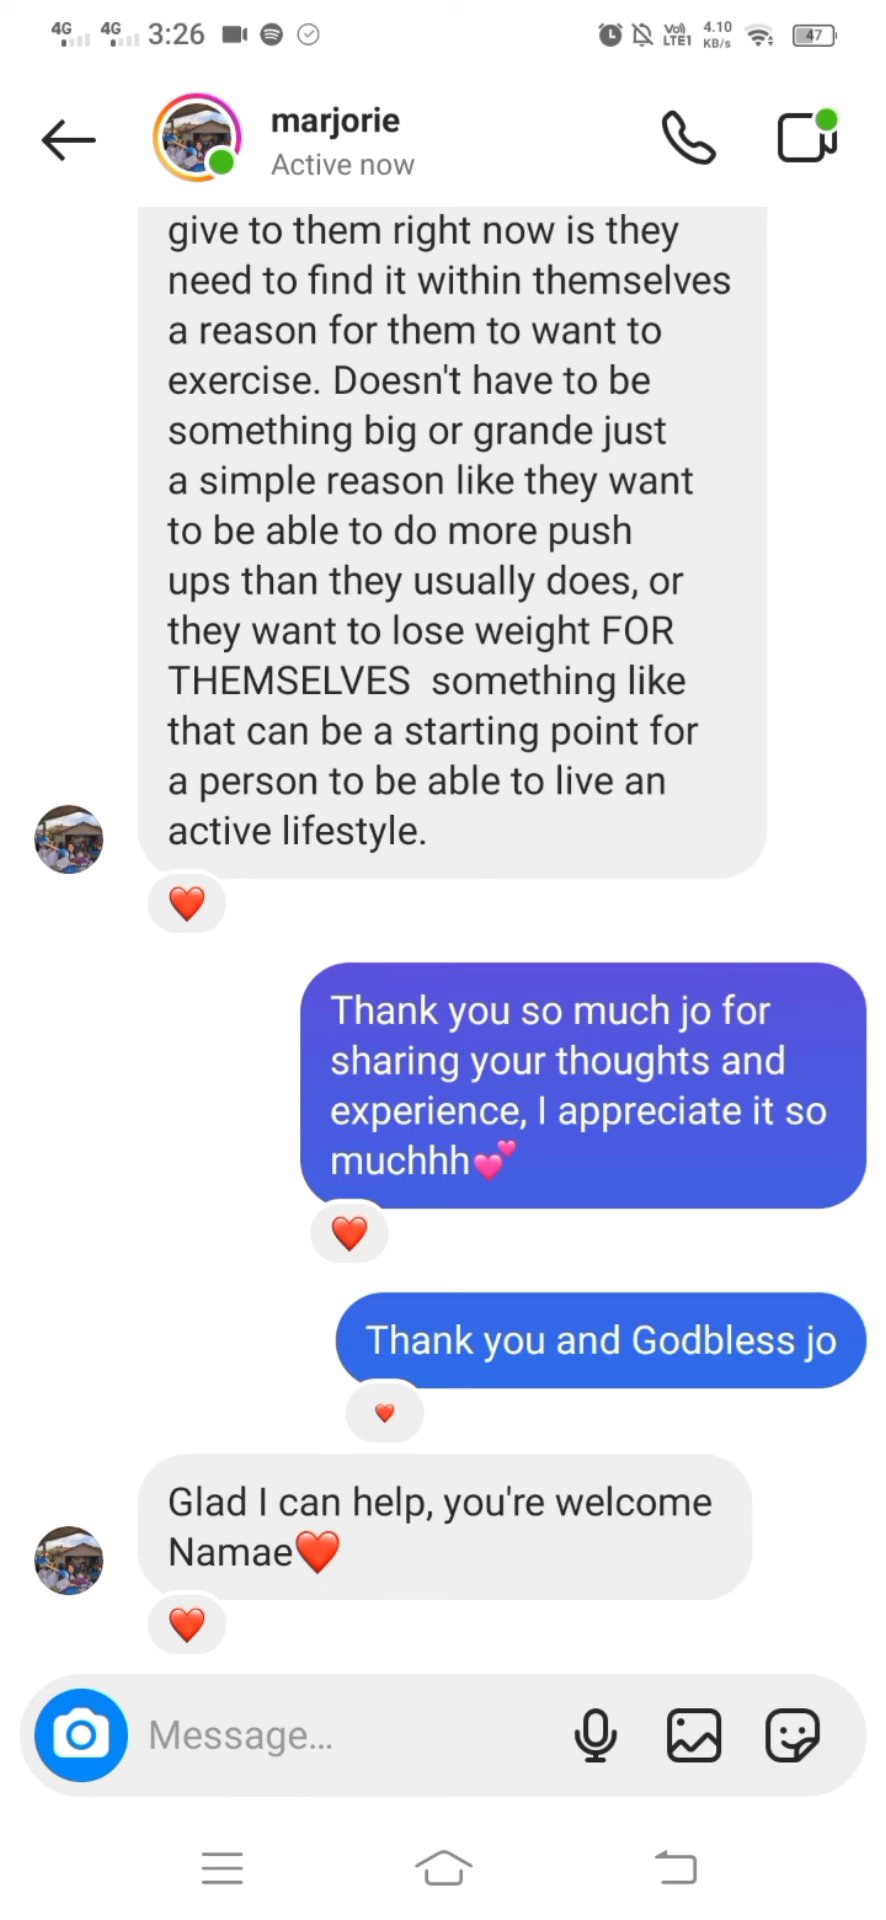 4G 4G 3:26 Vo) LTE1 4.10 KB/s 47
marjorie
Active now
give to them right now is they
need to find it within themselves
a reason for them to want to
exercise. Doesn't have to be
something big or grande just
a simple reason like they want
to be able to do more push
ups than they usually does, or
they want to lose weight FOR
THEMSELVES something like
that can be a starting point for
a person to be able to live an
active lifestyle.
Thank you so much jo for
sharing your thoughts and
experience, I appreciate it so
muchhh💕
Thank you and Godbless jo
Glad I can help, you're welcome
Namae❤️
Message...